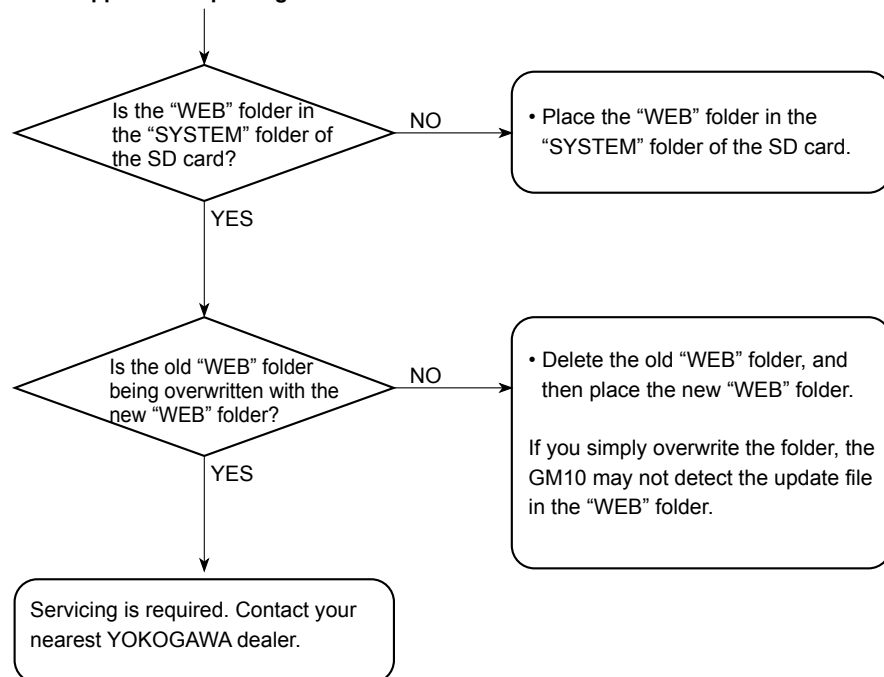 Is the “WEB” folder in
the “SYSTEM” folder of
the SD card?
NO
• Place the “WEB” folder in the
“SYSTEM” folder of the SD card.
YES
Is the old “WEB” folder
being overwritten with the
new “WEB” folder?
NO
• Delete the old “WEB” folder, and
then place the new “WEB” folder.
If you simply overwrite the folder, the
GM10 may not detect the update file
in the “WEB” folder.
YES
Servicing is required. Contact your
nearest YOKOGAWA dealer.